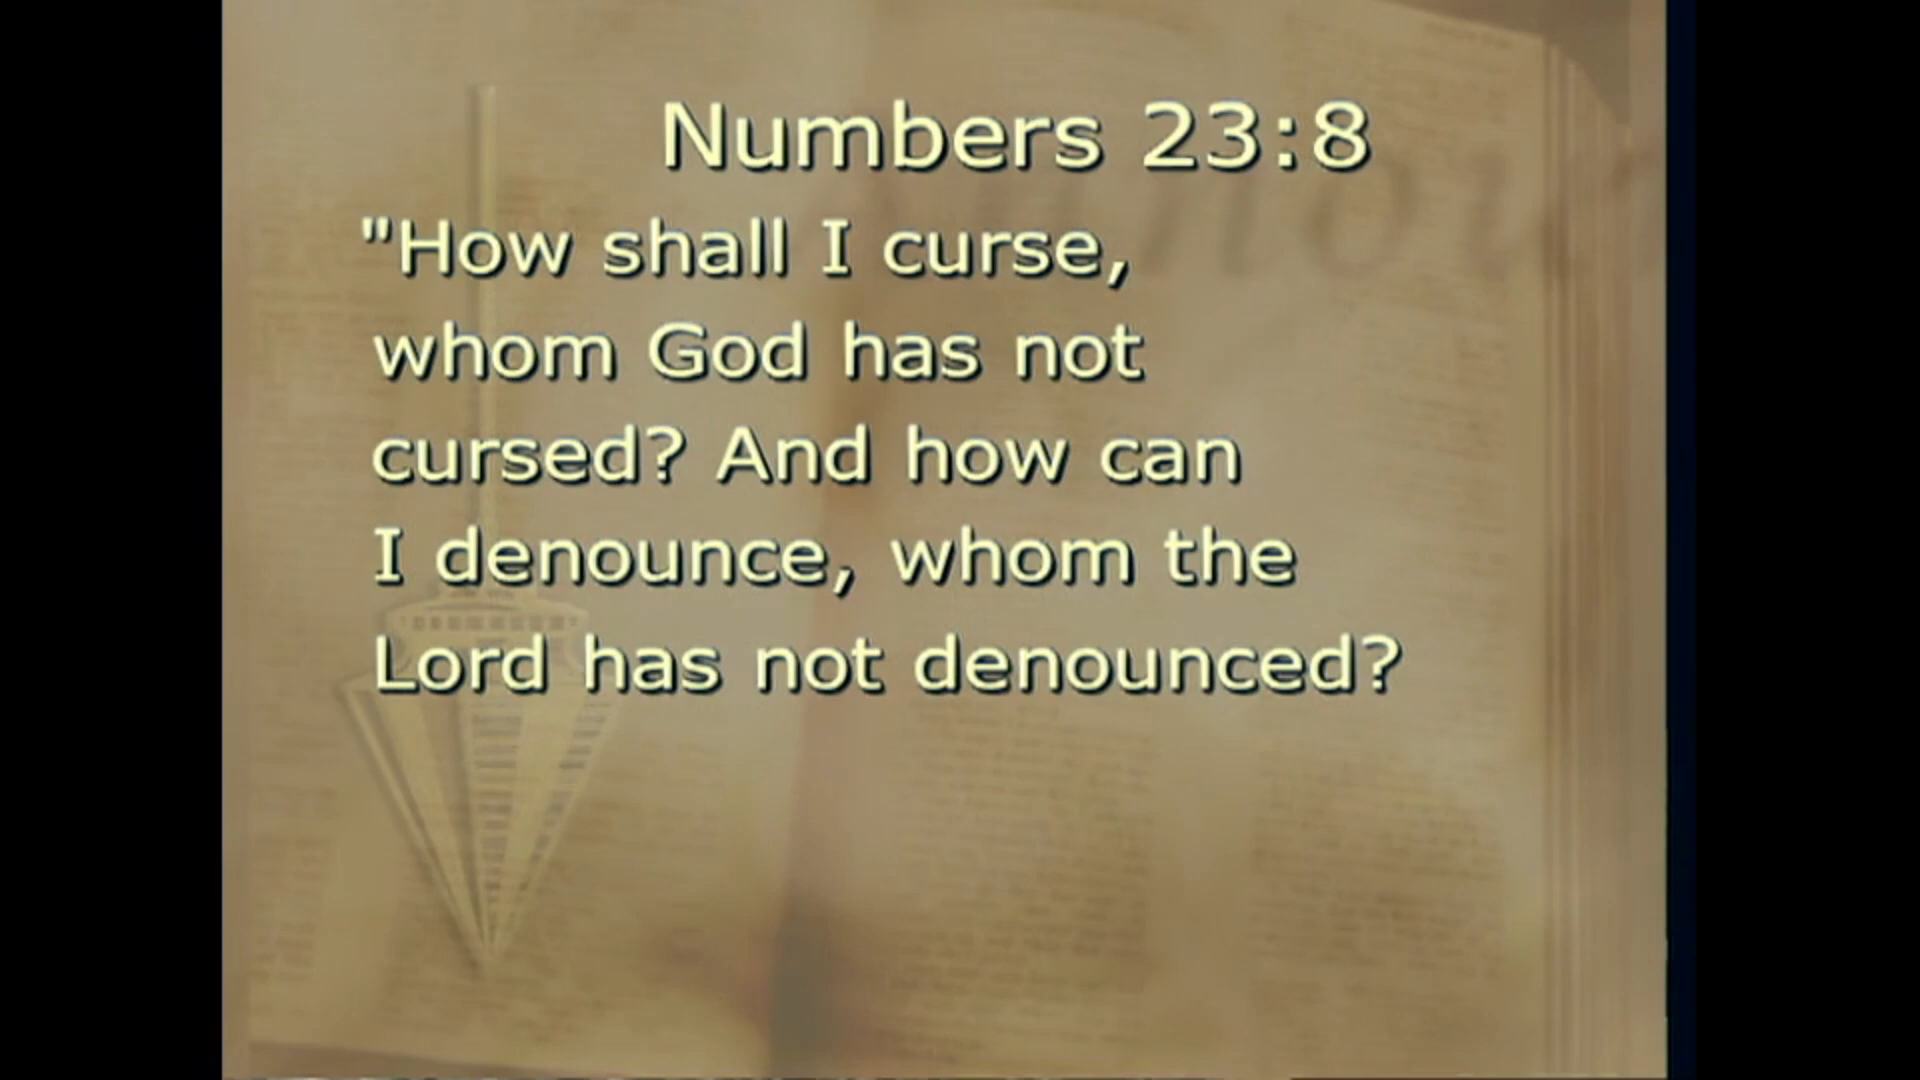 Numbers 23:8
"How shall I curse,
whom God has not
cursed? And how can
I denounce, whom the
Lord has not denounced?